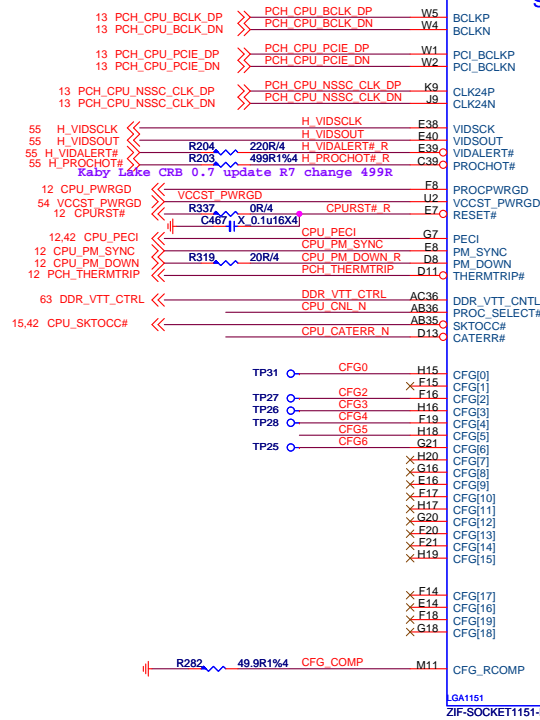 13 PCH_CPU_BCLK_DP PCH_CPU_BCLK_DP W5 BCLKP
13 PCH_CPU_BCLK_DN PCH_CPU_BCLK_DN W4 BCLKN
13 PCH_CPU_PCIE_DP PCH_CPU_PCIE_DP W1 PCI_BCLKP
13 PCH_CPU_PCIE_DN PCH_CPU_PCIE_DN W2 PCI_BCLKN
13 PCH_CPU_NSSC_CLK_DP PCH_CPU_NSSC_CLK_DP K9 CLK24P
13 PCH_CPU_NSSC_CLK_DN PCH_CPU_NSSC_CLK_DN J9 CLK24N
55 H_VIDSCLK H_VIDSCLK E38 VIDSCK
55 H_VIDSOUT H_VIDSOUT E40 VIDSOUT
55 H_VIDALERT# R204 220R/4 H_VIDALERT#_R E39 VIDALERT#
55 H_PROCHOT# R203 499R1%4 H_PROCHOT#_R C39 PROCHOT#
Kaby Lake CRB 0.7 update R7 change 499R
12 CPU_PWRGD F8 PROCPWRGD
54 VCCST_PWRGD VCCST_PWRGD U2 VCCST_PWRGD
12 CPURST# R337 0R/4 CPURST#_R E7 RESET#
C467 X_0.1u16X4
12,42 CPU_PECI CPU_PECI G7 PECI
12 CPU_PM_SYNC CPU_PM_SYNC E8 PM_SYNC
12 CPU_PM_DOWN R319 20R/4 CPU_PM_DOWN_R D8 PM_DOWN
12 PCH_THERMTRIP PCH_THERMTRIP D11 THERMTRIP#
63 DDR_VTT_CTRL DDR_VTT_CTRL AC36 DDR_VTT_CNTL
CPU_CNL_N AB36 PROC_SELECT#
15,42 CPU_SKTOCC# AB35 SKTOCC#
CPU_CATERR_N D13 CATERR#
TP31 CFG0 H15 CFG[0]
F15 CFG[1]
TP27 CFG2 F16 CFG[2]
TP26 CFG3 H16 CFG[3]
TP28 CFG4 F19 CFG[4]
CFG5 H18 CFG[5]
TP25 CFG6 G21 CFG[6]
H20 CFG[7]
G16 CFG[8]
E16 CFG[9]
F17 CFG[10]
H17 CFG[11]
G20 CFG[12]
F20 CFG[13]
F21 CFG[14]
H19 CFG[15]
F14 CFG[17]
E14 CFG[16]
F18 CFG[19]
G18 CFG[18]
R282 49.9R1%4 CFG_COMP M11 CFG_RCOMP
LGA1151
ZIF-SOCKET1151-